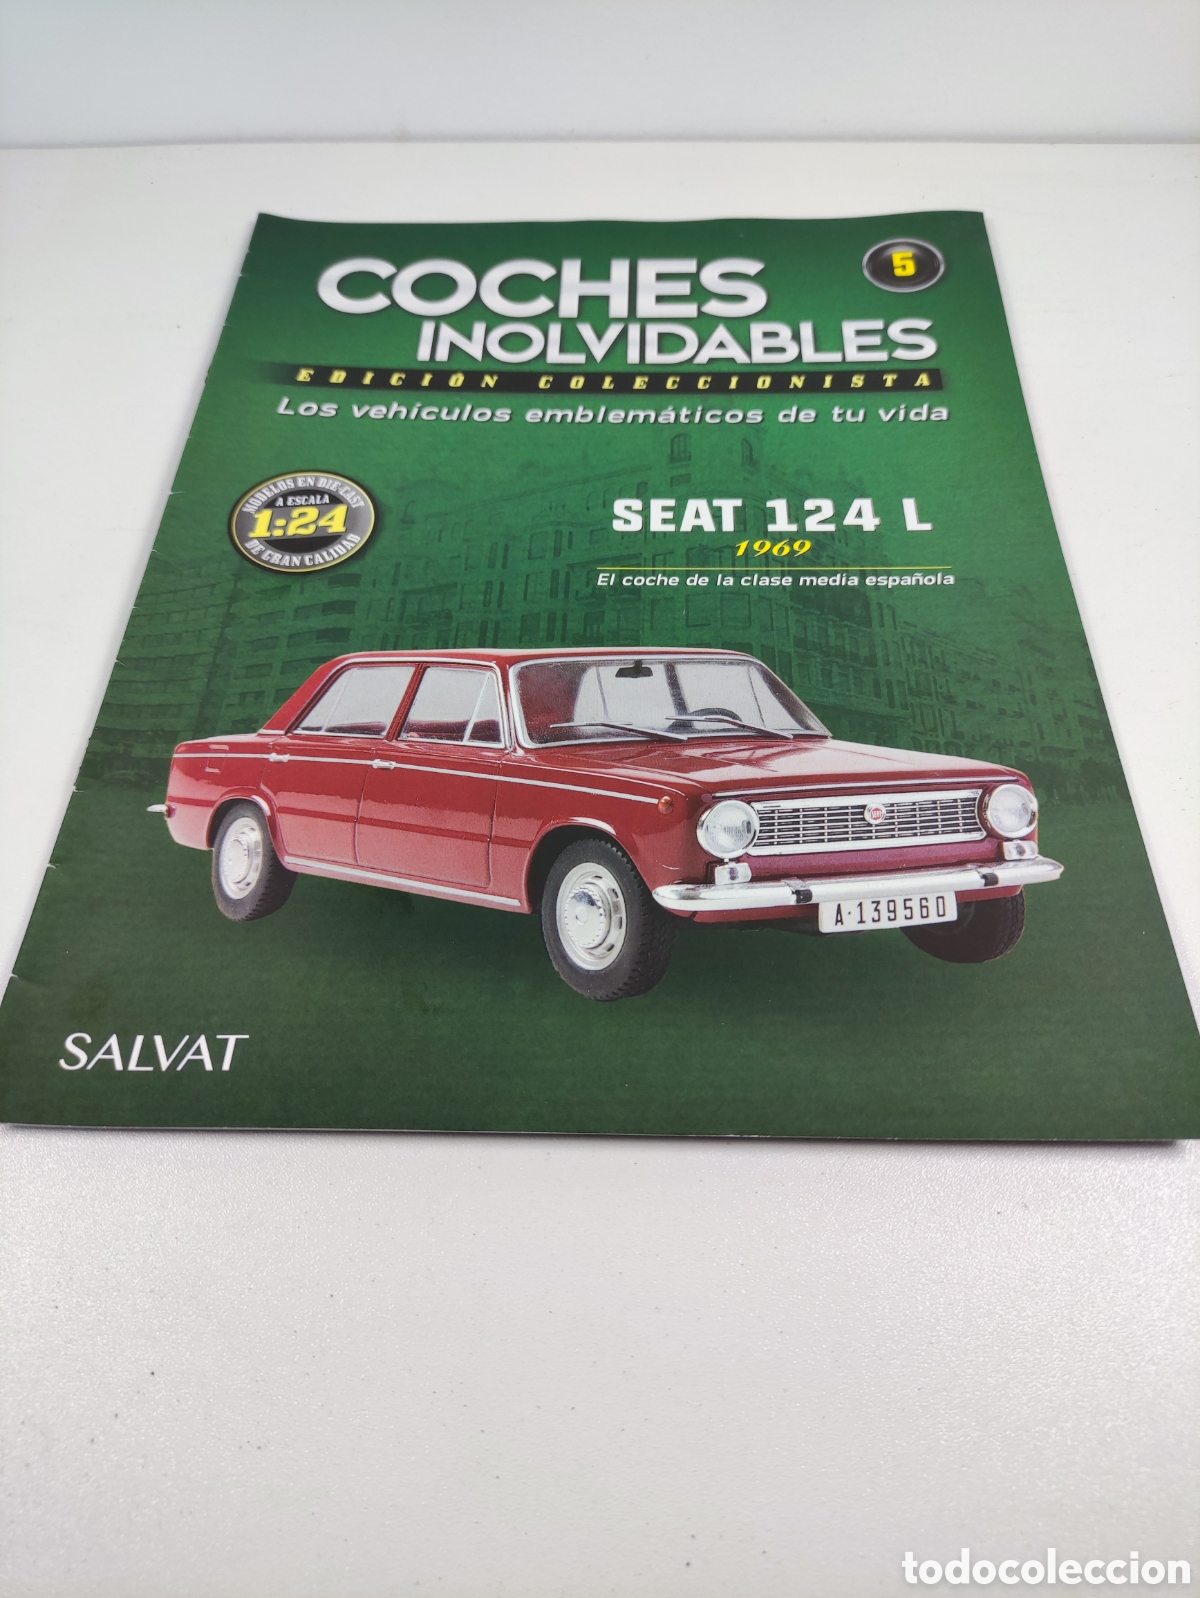 5
COCHES
INOLVIDABLES
EDICIÓN COLECCIONISTA
Los vehículos emblemáticos de tu vida
MODELOS EN DIE-CAST
A ESCALA
1:24
DE GRAN CALIDAD
SEAT 124 L
1969
El coche de la clase media española
SEAT
A-139560
SALVAT
todocoleccion